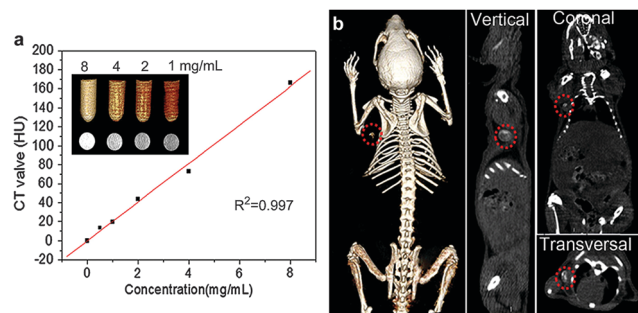 a
CT valve (HU)
200
180
160
140
120
100
80
60
40
20
0
-20
8 4 2 1 mg/mL
R2=0.997
0 2 4 6 8
Concentration(mg/mL)
b
Vertical
Coronal
Transversal